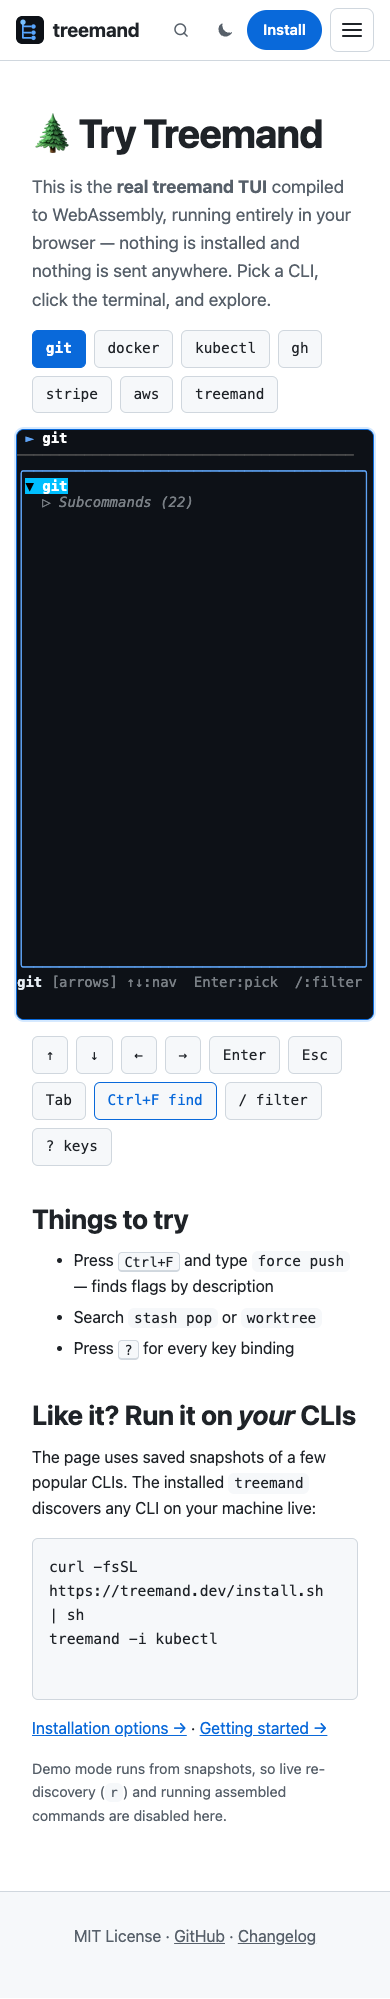 treemand
Install
🌲 Try Treemand
This is the real treemand TUI compiled
to WebAssembly, running entirely in your
browser — nothing is installed and
nothing is sent anywhere. Pick a CLI,
click the terminal, and explore.
git docker kubectl gh
stripe aws treemand
► git
▼ git
▷ Subcommands (22)
git [arrows] ↑↓:nav  Enter:pick  /:filter
↑ ↓ ← → Enter Esc
Tab Ctrl+F find / filter
? keys
Things to try
• Press Ctrl+F and type force push
— finds flags by description
• Search stash pop or worktree
• Press ? for every key binding
Like it? Run it on your CLIs
The page uses saved snapshots of a few
popular CLIs. The installed treemand
discovers any CLI on your machine live:
curl -fsSL
https://treemand.dev/install.sh
| sh
treemand -i kubectl
Installation options → · Getting started →
Demo mode runs from snapshots, so live re-
discovery ( r ) and running assembled
commands are disabled here.
MIT License · GitHub · Changelog